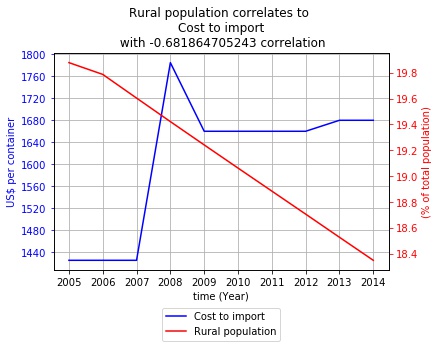 Rural population correlates to
Cost to import
with -0.681864705243 correlation
1800
1760
1720
1680
1640
1600
1560
1520
1480
1440
US$ per container
19.8
19.6
19.4
19.2
19.0
18.8
18.6
18.4
(% of total population)
2005 2006 2007 2008 2009 2010 2011 2012 2013 2014
time (Year)
Cost to import
Rural population